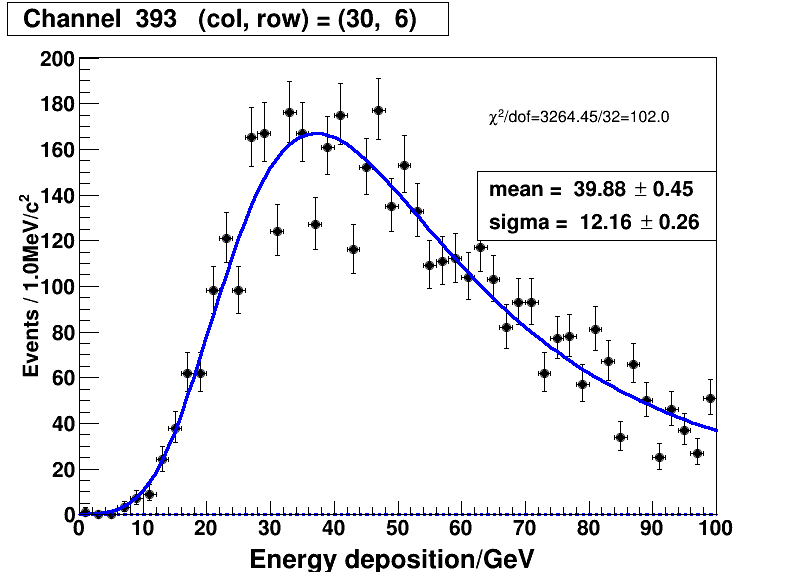 Channel 393 (col, row) = (30, 6)
200
180
160
140
120
100
80
60
40
20
0
Events / 1.0MeV/c²
χ²/dof=3264.45/32=102.0
mean = 39.88 ± 0.45
sigma = 12.16 ± 0.26
0 10 20 30 40 50 60 70 80 90 100
Energy deposition/GeV